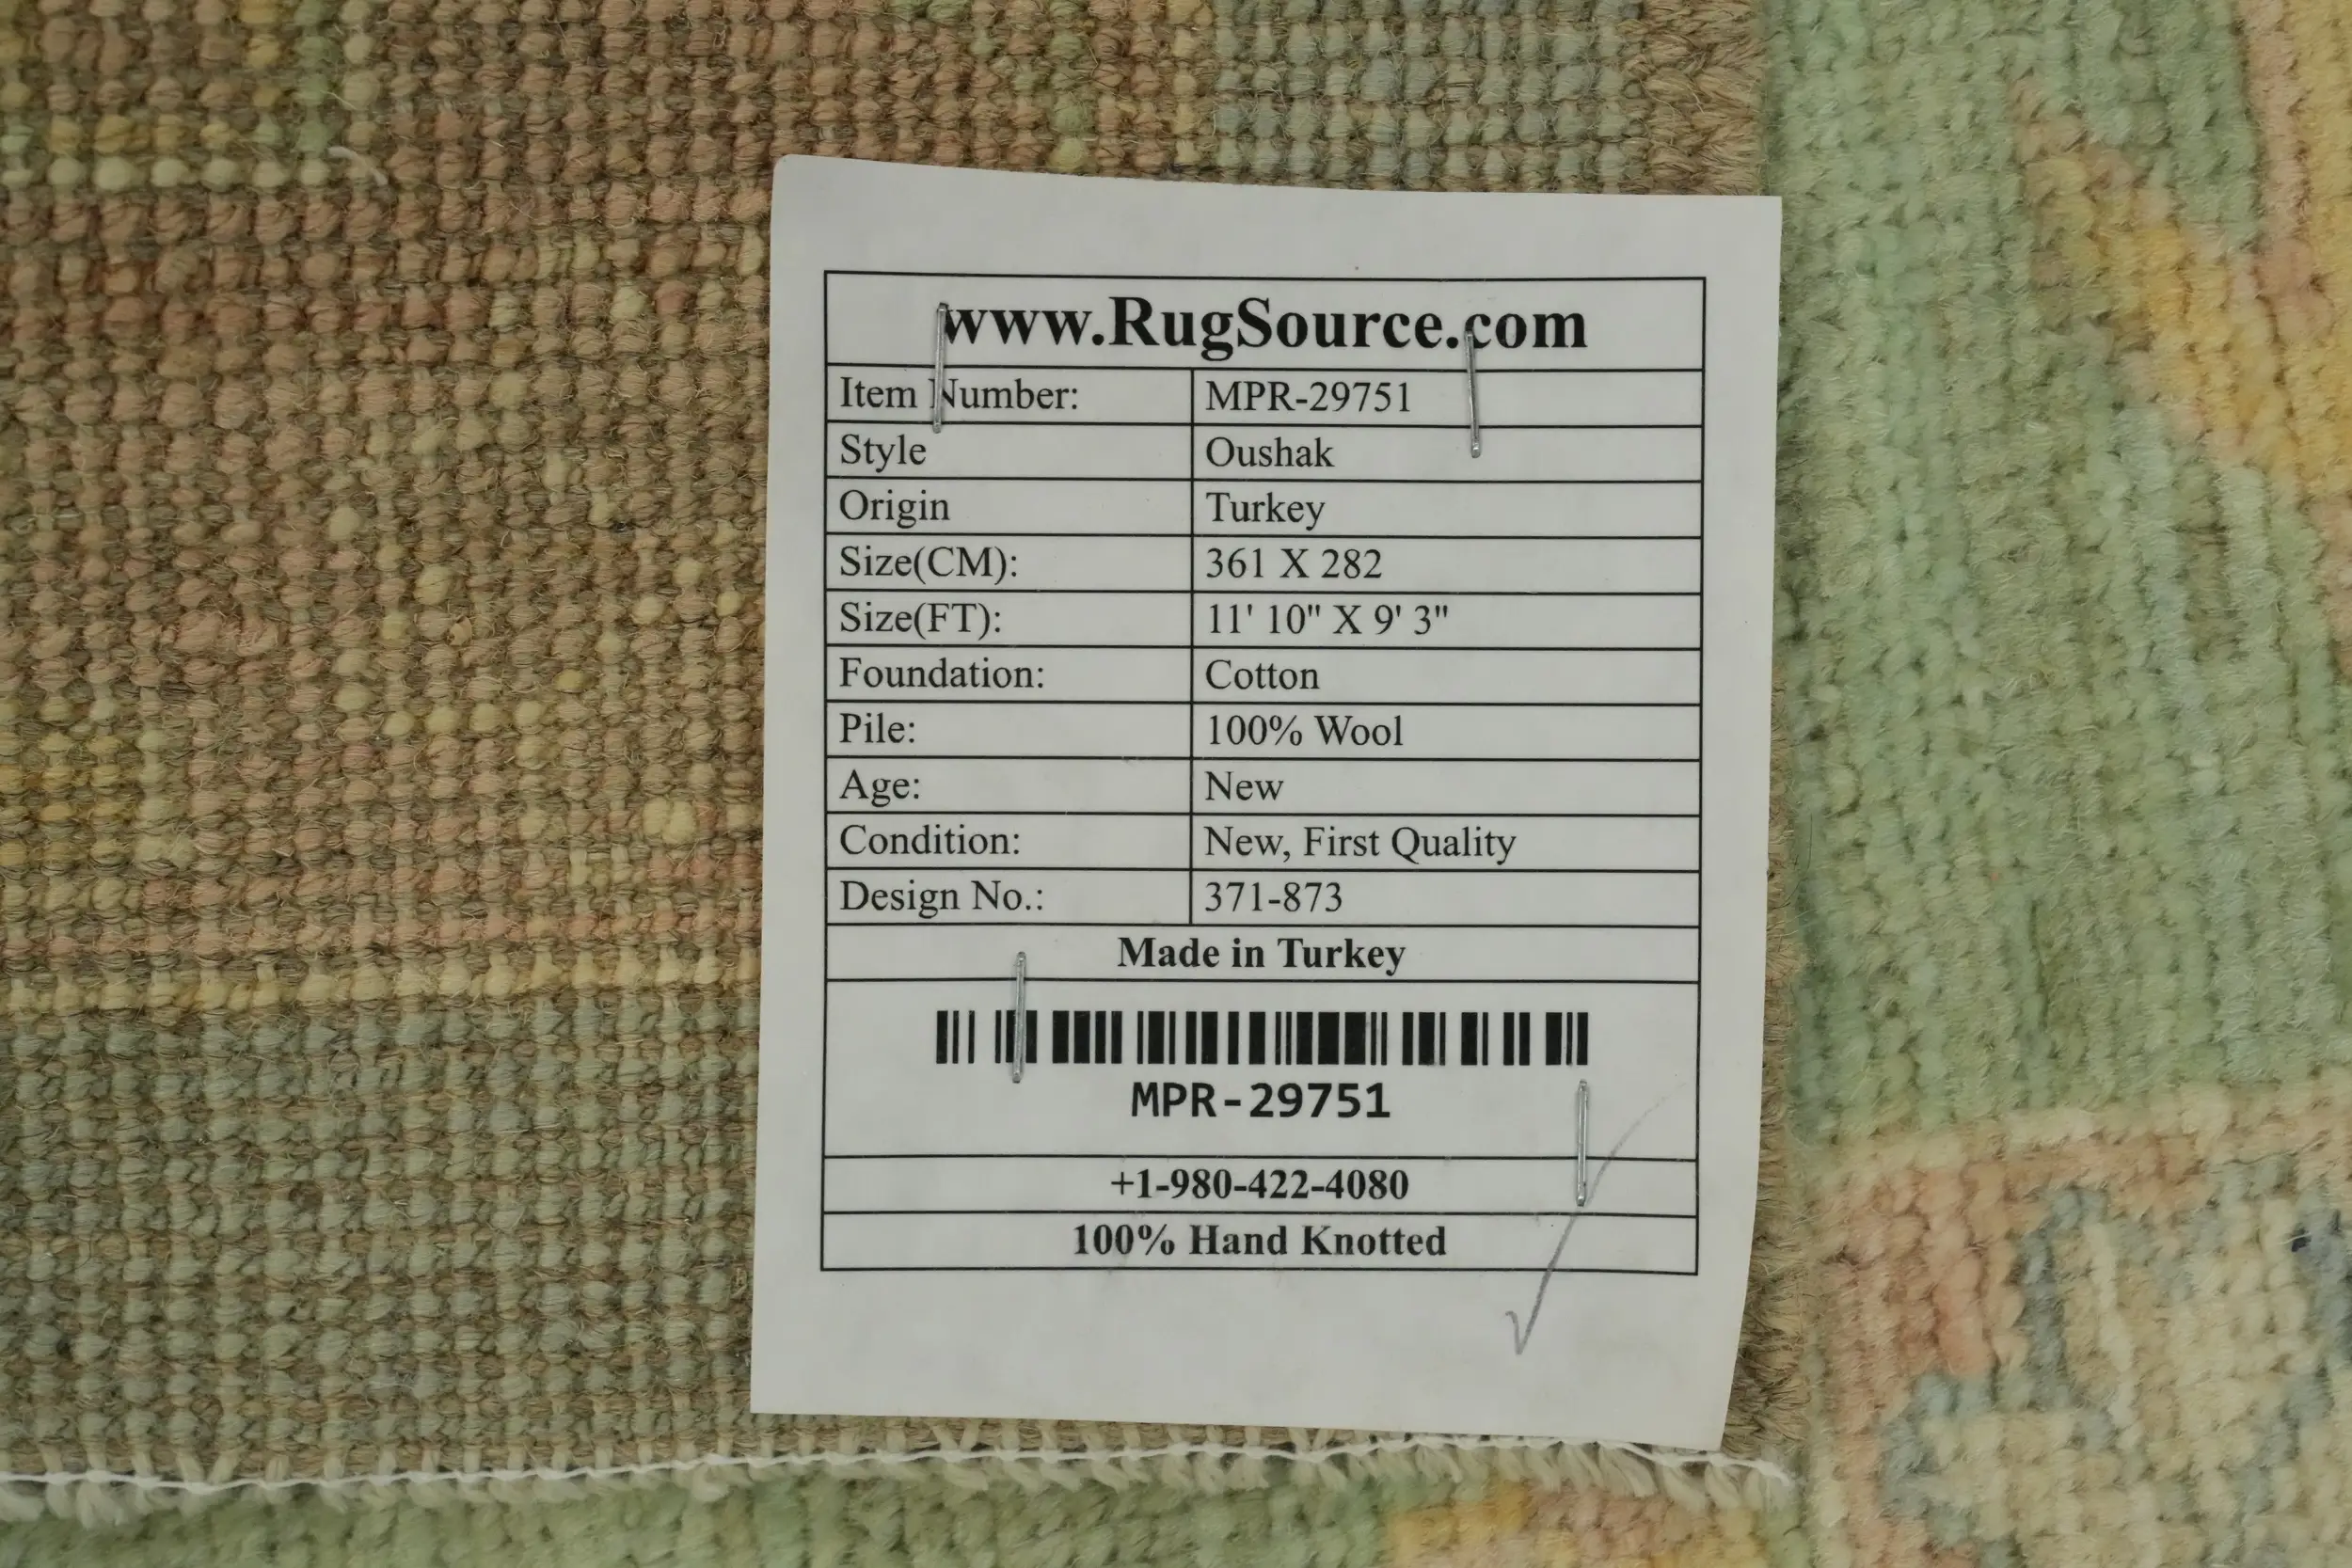 www.RugSource.com
Item Number: MPR-29751
Style Oushak
Origin Turkey
Size(CM): 361 X 282
Size(FT): 11' 10" X 9' 3"
Foundation: Cotton
Pile: 100% Wool
Age: New
Condition: New, First Quality
Design No.: 371-873
Made in Turkey
MPR-29751
+1-980-422-4080
100% Hand Knotted